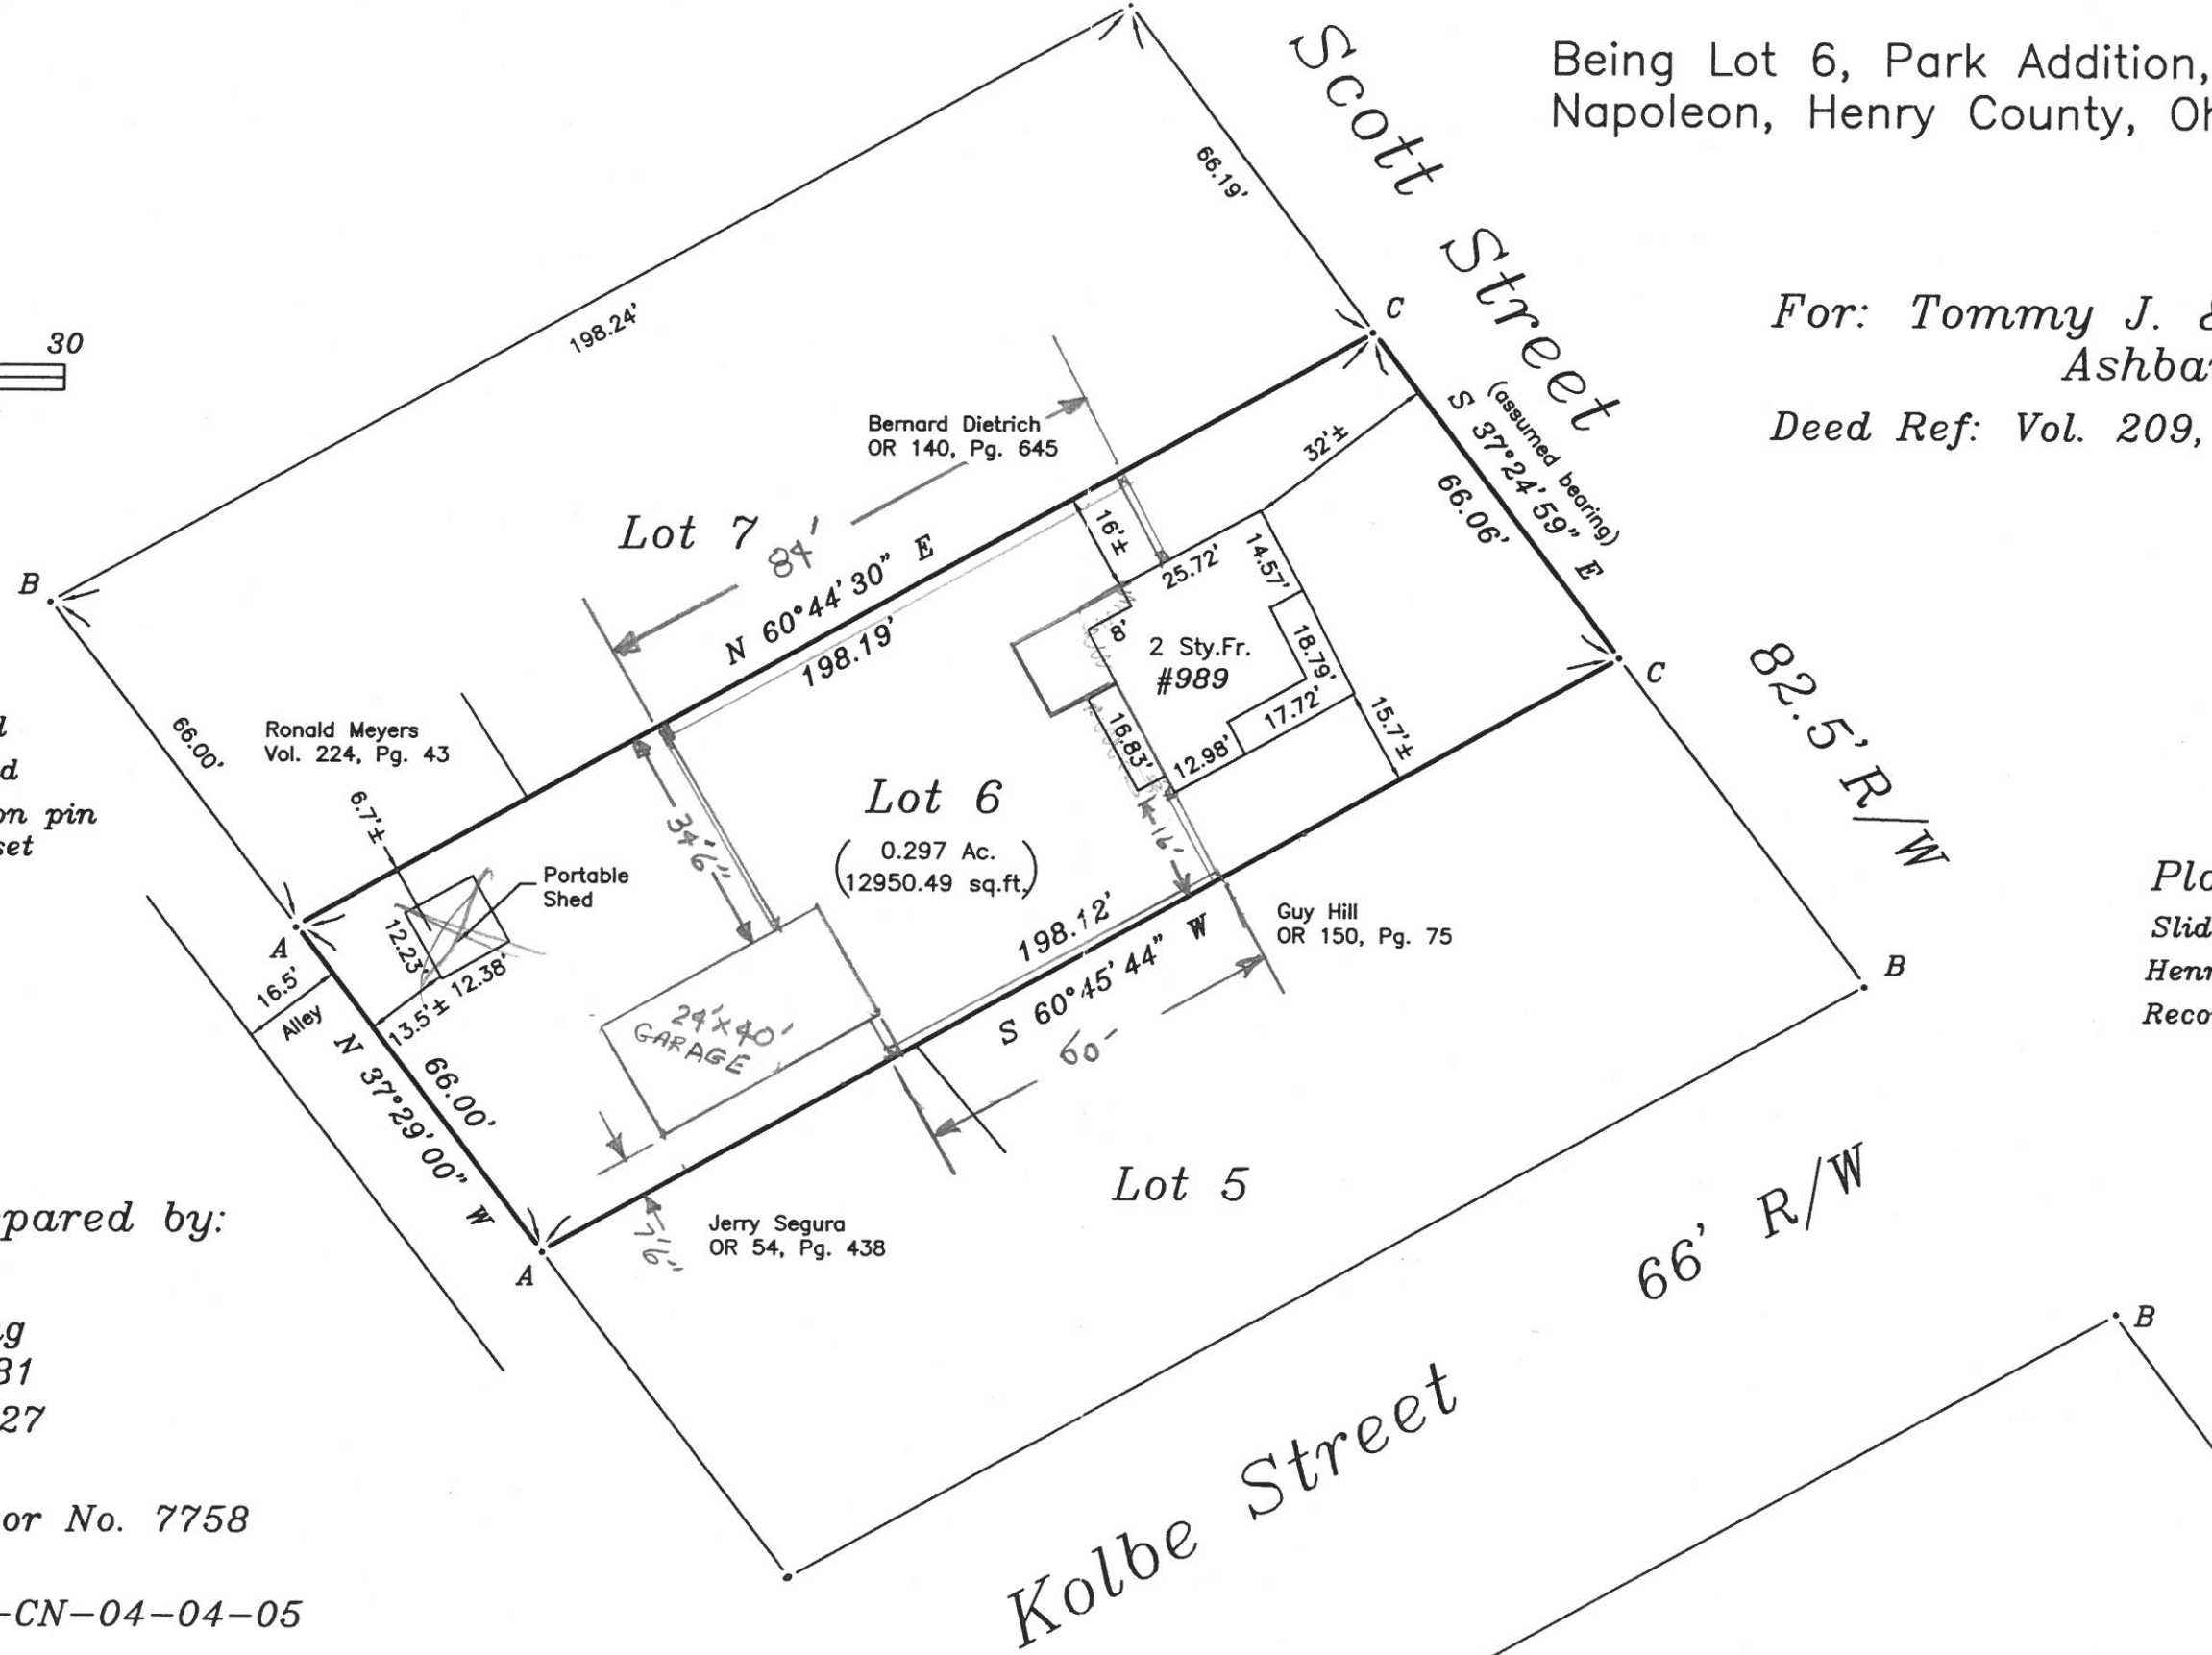 Being Lot 6, Park Addition,
Napoleon, Henry County,
For: Tommy J. &
Deed Ref: Vol. 209,
Scott Street
82.5' R/W
30
66.19'
198.24'
B
C
66.00'
Bernard Dietrich
OR 140, Pg. 645
Lot 7
84'
N 60°44'30" E
198.19'
32'±
(assumed bearing)
S 37°24'59" E
66.06'
16'±
25.72'
14.57'
8'
2 Sty.Fr.
#989
18.79'
17.72'
12.98'
16.83'
15.7'±
C
Ronald Meyers
Vol. 224, Pg. 43
6.7'±
Portable
Shed
12.23'
13.5'± 12.38'
A
16.5'
Alley
34'6"
Lot 6
0.297 Ac.
(12950.49 sq.ft.)
16'
198.12'
S 60°45'44" W
60'
Guy Hill
OR 150, Pg. 75
24'x40'
GARAGE
N 37°29'00" W
66.00'
A
7'6"
Jerry Segura
OR 54, Pg. 438
Lot 5
B
66' R/W
Kolbe Street
B
on pin
set
pared by:
31
27
or No. 7758
-CN-04-04-05